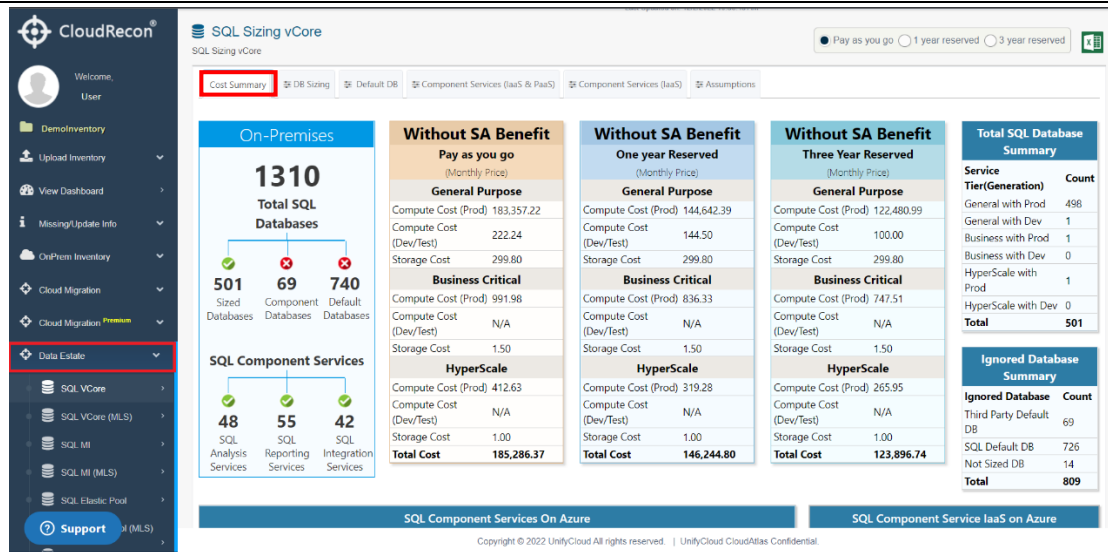 CloudRecon®
Welcome,
User
DemoInventory
Upload Inventory
View Dashboard
Missing/Update Info
OnPrem Inventory
Cloud Migration
Cloud Migration Premium
Data Estate
SQL VCore
SQL VCore (MLS)
SQL MI
SQL MI (MLS)
SQL Elastic Pool
(MLS)
Support
SQL Sizing vCore
SQL Sizing vCore
Pay as you go 1 year reserved 3 year reserved
Cost Summary DB Sizing Default DB Component Services (IaaS & PaaS) Component Services (IaaS) Assumptions
On-Premises
1310
Total SQL
Databases
501 69 740
Sized Component Default
Databases Databases Databases
SQL Component Services
48 55 42
SQL SQL SQL
Analysis Reporting Integration
Services Services Services
Without SA Benefit
Pay as you go
(Monthly Price)
General Purpose
Compute Cost (Prod) 183,357.22
Compute Cost
(Dev/Test) 222.24
Storage Cost 299.80
Business Critical
Compute Cost (Prod) 991.98
Compute Cost
(Dev/Test) N/A
Storage Cost 1.50
HyperScale
Compute Cost (Prod) 412.63
Compute Cost
(Dev/Test) N/A
Storage Cost 1.00
Total Cost 185,286.37
Without SA Benefit
One year Reserved
(Monthly Price)
General Purpose
Compute Cost (Prod) 144,642.39
Compute Cost
(Dev/Test) 144.50
Storage Cost 299.80
Business Critical
Compute Cost (Prod) 836.33
Compute Cost
(Dev/Test) N/A
Storage Cost 1.50
HyperScale
Compute Cost (Prod) 319.28
Compute Cost
(Dev/Test) N/A
Storage Cost 1.00
Total Cost 146,244.80
Without SA Benefit
Three Year Reserved
(Monthly Price)
General Purpose
Compute Cost (Prod) 122,480.99
Compute Cost
(Dev/Test) 100.00
Storage Cost 299.80
Business Critical
Compute Cost (Prod) 747.51
Compute Cost
(Dev/Test) N/A
Storage Cost 1.50
HyperScale
Compute Cost (Prod) 265.95
Compute Cost
(Dev/Test) N/A
Storage Cost 1.00
Total Cost 123,896.74
Total SQL Database
Summary
Service
Tier(Generation) Count
General with Prod 498
General with Dev 1
Business with Prod 1
Business with Dev 0
HyperScale with
Prod 1
HyperScale with Dev 0
Total 501
Ignored Database
Summary
Ignored Database Count
Third Party Default
DB 69
SQL Default DB 726
Not Sized DB 14
Total 809
SQL Component Services On Azure
SQL Component Service IaaS on Azure
Copyright © 2022 UnifyCloud All rights reserved. | UnifyCloud CloudAtlas Confidential.